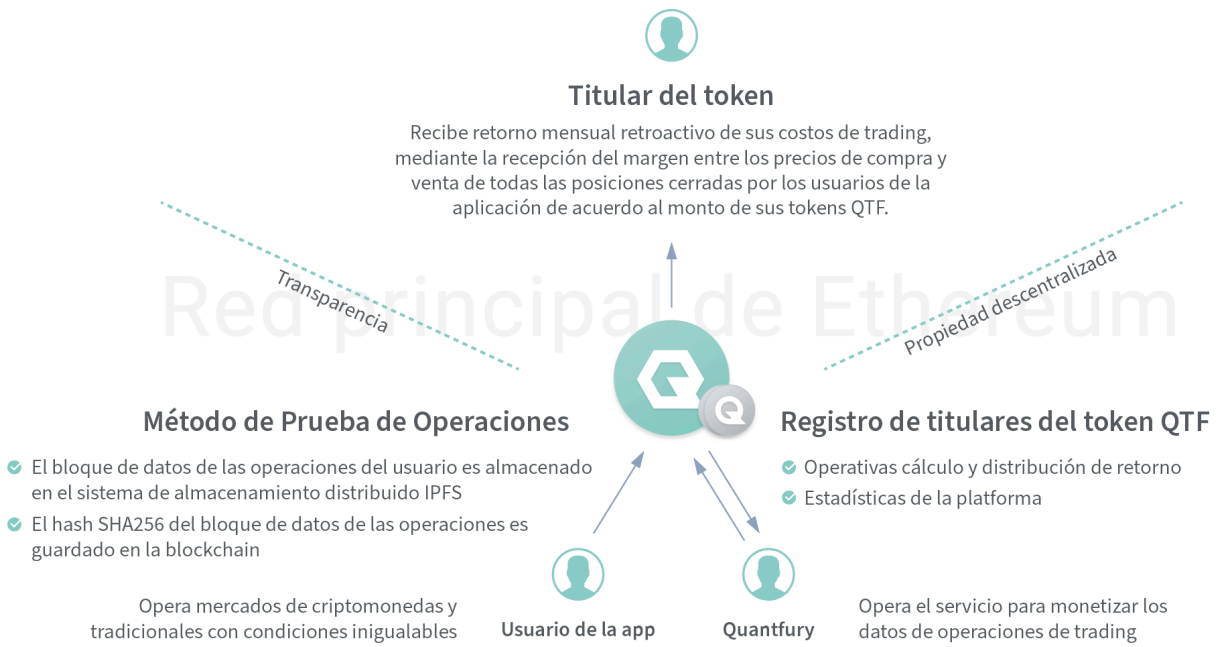 Titular del token
Recibe retorno mensual retroactivo de sus costos de trading,
mediante la recepción del margen entre los precios de compra y
venta de todas las posiciones cerradas por los usuarios de la
aplicación de acuerdo al monto de sus tokens QTF.
Red principal de Ethereum
Transparencia
Propiedad descentralizada
Método de Prueba de Operaciones
El bloque de datos de las operaciones del usuario es almacenado
en el sistema de almacenamiento distribuido IPFS
El hash SHA256 del bloque de datos de las operaciones es
guardado en la blockchain
Registro de titulares del token QTF
Operativas cálculo y distribución de retorno
Estadísticas de la platforma
Opera mercados de criptomonedas y
tradicionales con condiciones inigualables
Usuario de la app
Quantfury
Opera el servicio para monetizar los
datos de operaciones de trading